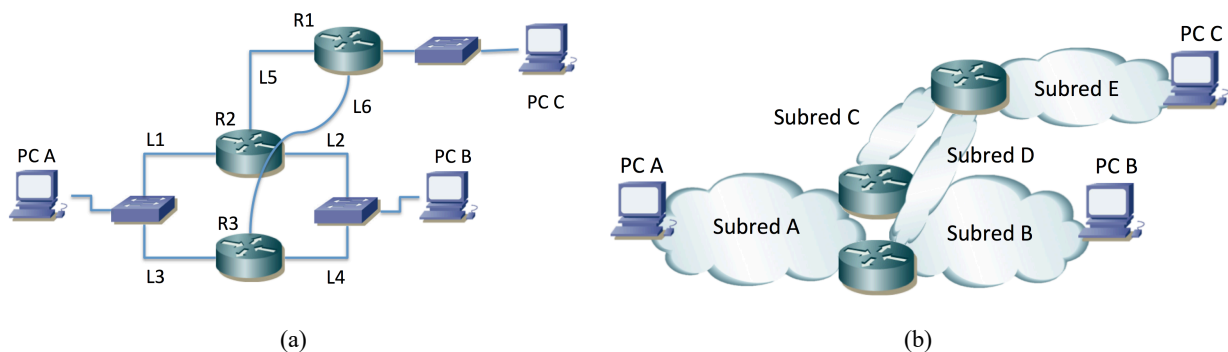 R1
L5
L6
PC C
R2
L1
L2
PC A
PC B
R3
L3
L4
(a)
PC C
Subred E
Subred C
Subred D
PC A
PC B
Subred A
Subred B
(b)